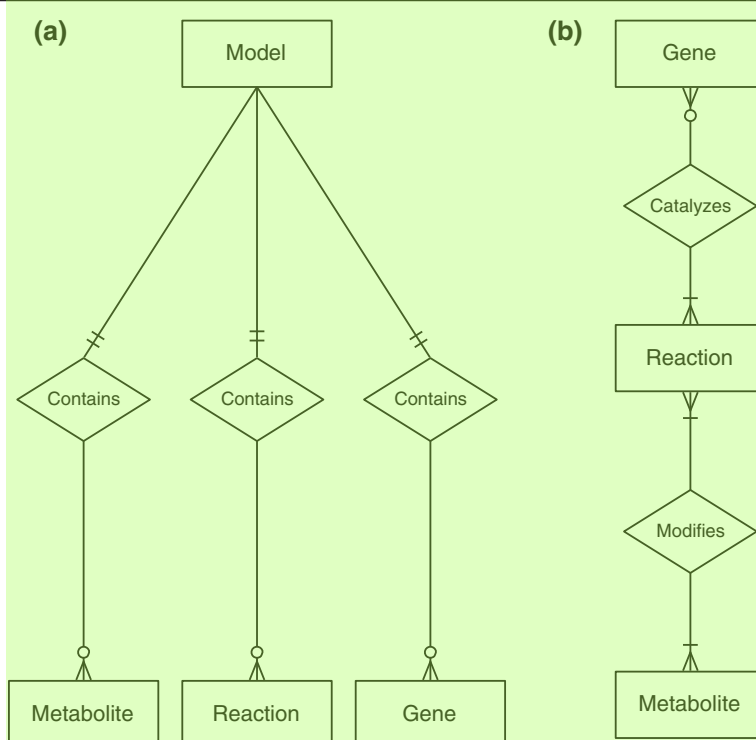 (a)
Model
Contains
Contains
Contains
Metabolite
Reaction
Gene
(b)
Gene
Catalyzes
Reaction
Modifies
Metabolite